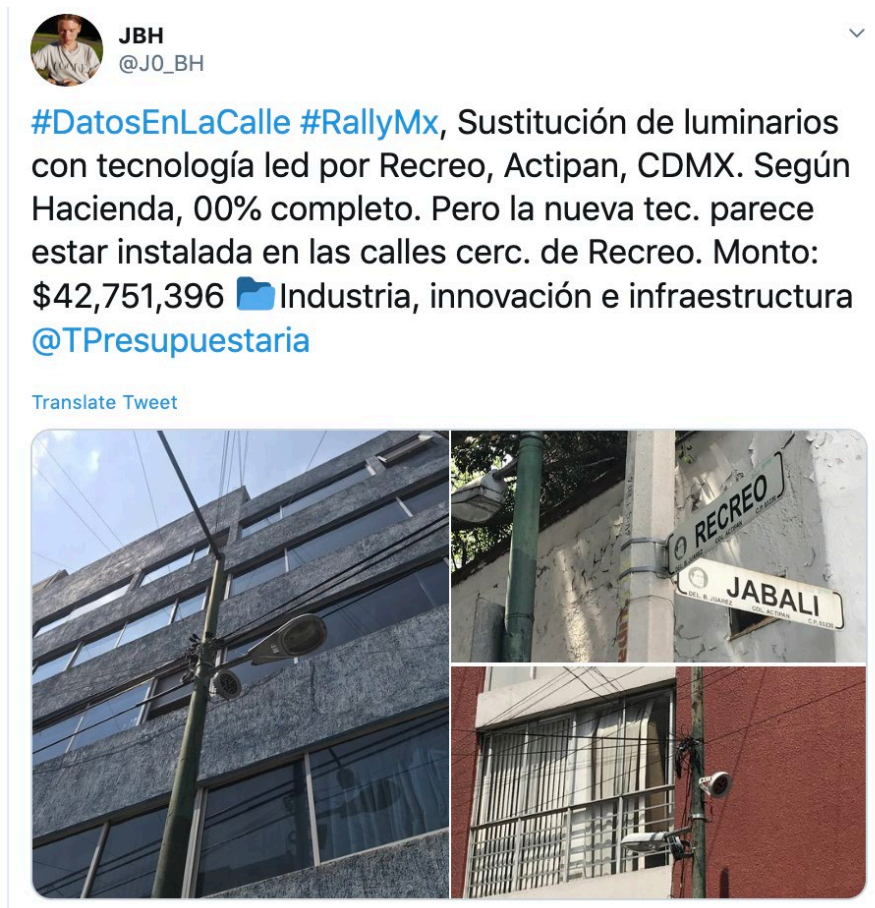 JBH
@J0_BH
#DatosEnLaCalle #RallyMx, Sustitución de luminarios
con tecnología led por Recreo, Actipan, CDMX. Según
Hacienda, 00% completo. Pero la nueva tec. parece
estar instalada en las calles cerc. de Recreo. Monto:
$42,751,396 📂Industria, innovación e infraestructura
@TPresupuestaria
Translate Tweet
RECREO
COL. ACTIPAN
JABALI
DEL. B. JUAREZ
COL. ACTIPAN